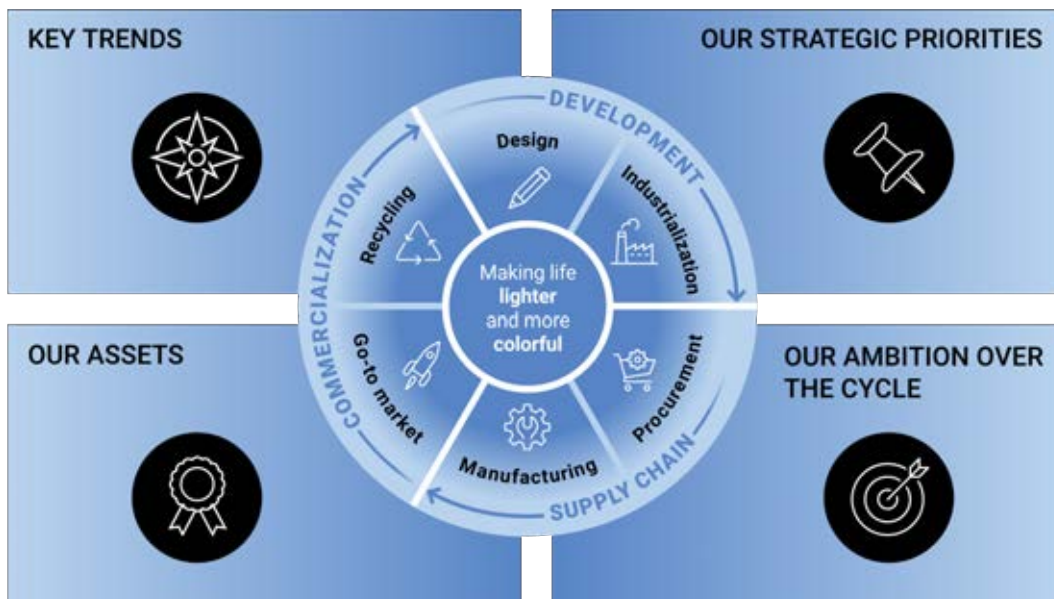 KEY TRENDS
OUR STRATEGIC PRIORITIES
DEVELOPMENT
Design
Industrialization
COMMERCIALIZATION
Recycling
Making life
lighter
and more
colorful
OUR ASSETS
OUR AMBITION OVER
THE CYCLE
Go-to market
Procurement
Manufacturing
SUPPLY CHAIN